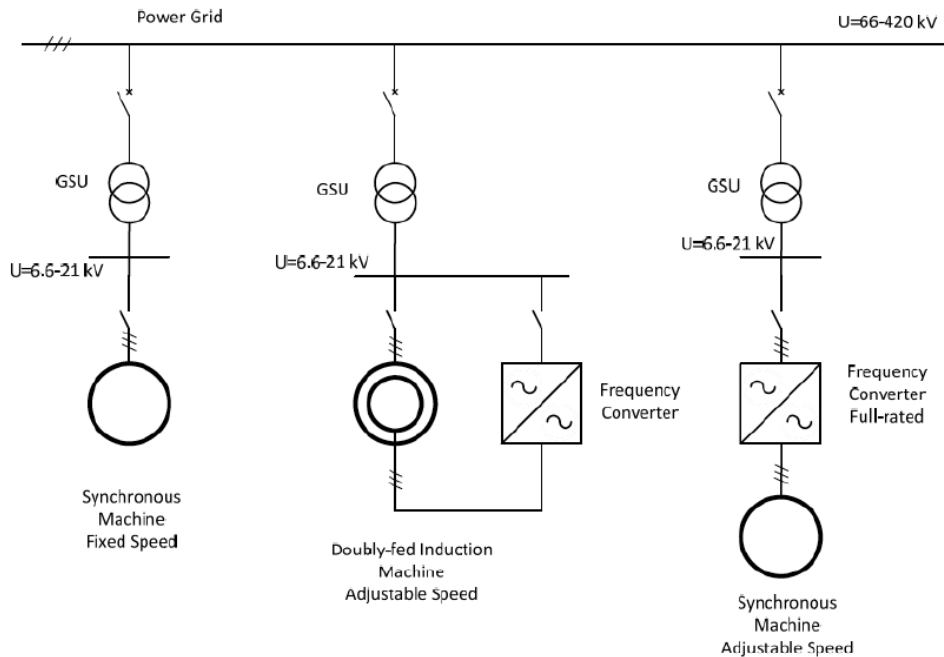 Power Grid
U=66-420 kV
GSU
GSU
GSU
U=6.6-21 kV
U=6.6-21 kV
U=6.6-21 kV
Frequency
Converter
Frequency
Converter
Full-rated
Synchronous
Machine
Fixed Speed
Doubly-fed Induction
Machine
Adjustable Speed
Synchronous
Machine
Adjustable Speed